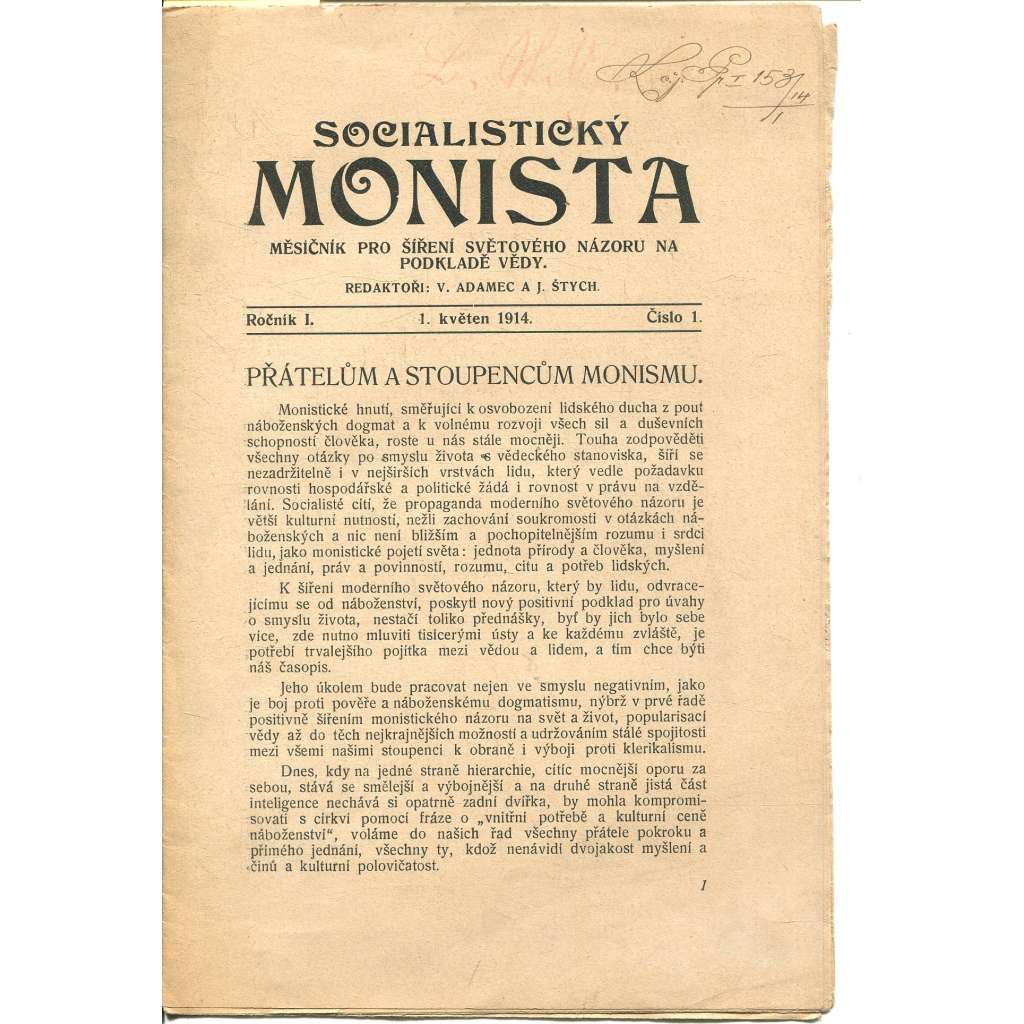 153/14
1
SOCIALISTICKÝ
MONISTA
MĚSIČNÍK PRO ŠÍŘENÍ SVĚTOVÉHO NÁZORU NA
PODKLADĚ VĚDY.
REDAKTOŘI: V. ADAMEC A J. ŠTYCH.
Ročník I. 1. květen 1914. Číslo 1.
PŘÁTELŮM A STOUPENCŮM MONISMU.
Monistické hnutí, směřující k osvobození lidského ducha z pout
náboženských dogmat a k volnému rozvoji všech sil a duševních
schopností člověka, roste u nás stále mocněji. Touha zodpověděti
všechny otázky po smyslu života s vědeckého stanoviska, šíří se
nezadržitelně i v nejširších vrstvách lidu, který vedle požadavku
rovnosti hospodářské a politické žádá i rovnost v právu na vzdě-
lání. Socialisté cítí, že propaganda moderního světového názoru je
větší kulturní nutností, nežli zachování soukromosti v otázkách ná-
boženských a nic není bližším a pochopitelnějším rozumu i srdci
lidu, jako monistické pojetí světa: jednota přírody a člověka, myšlení
a jednání, práv a povinností, rozumu, citu a potřeb lidských.
K šíření moderního světového názoru, který by lidu, odvrace-
jícímu se od náboženství, poskytl nový positivní podklad pro úvahy
o smyslu života, nestačí toliko přednášky, byť by jich bylo sebe
více, zde nutno mluviti tisícerými ústy a ke každému zvláště, je
potřebí trvalejšího pojítka mezi vědou a lidem, a tím chce býti
náš časopis.
Jeho úkolem bude pracovat nejen ve smyslu negativním, jako
je boj proti pověře a náboženskému dogmatismu, nýbrž v prvé řadě
positivně šířením monistického názoru na svět a život, popularisací
vědy až do těch nejkrajnějších možností a udržováním stálé spojitosti
mezi všemi našimi stoupenci k obraně i výboji proti klerikalismu.
Dnes, kdy na jedné straně hierarchie, cítíc mocnější oporu za
sebou, stává se smělejší a výbojnější a na druhé straně jistá část
inteligence nechává si opatrně zadní dvířka, by mohla kompromi-
sovati s církví pomocí fráze o „vnitřní potřebě a kulturní ceně
náboženství“, voláme do našich řad všechny přátele pokroku a
přímého jednání, všechny ty, kdož nenávidí dvojakost myšlení a
činů a kulturní polovičatost.
1